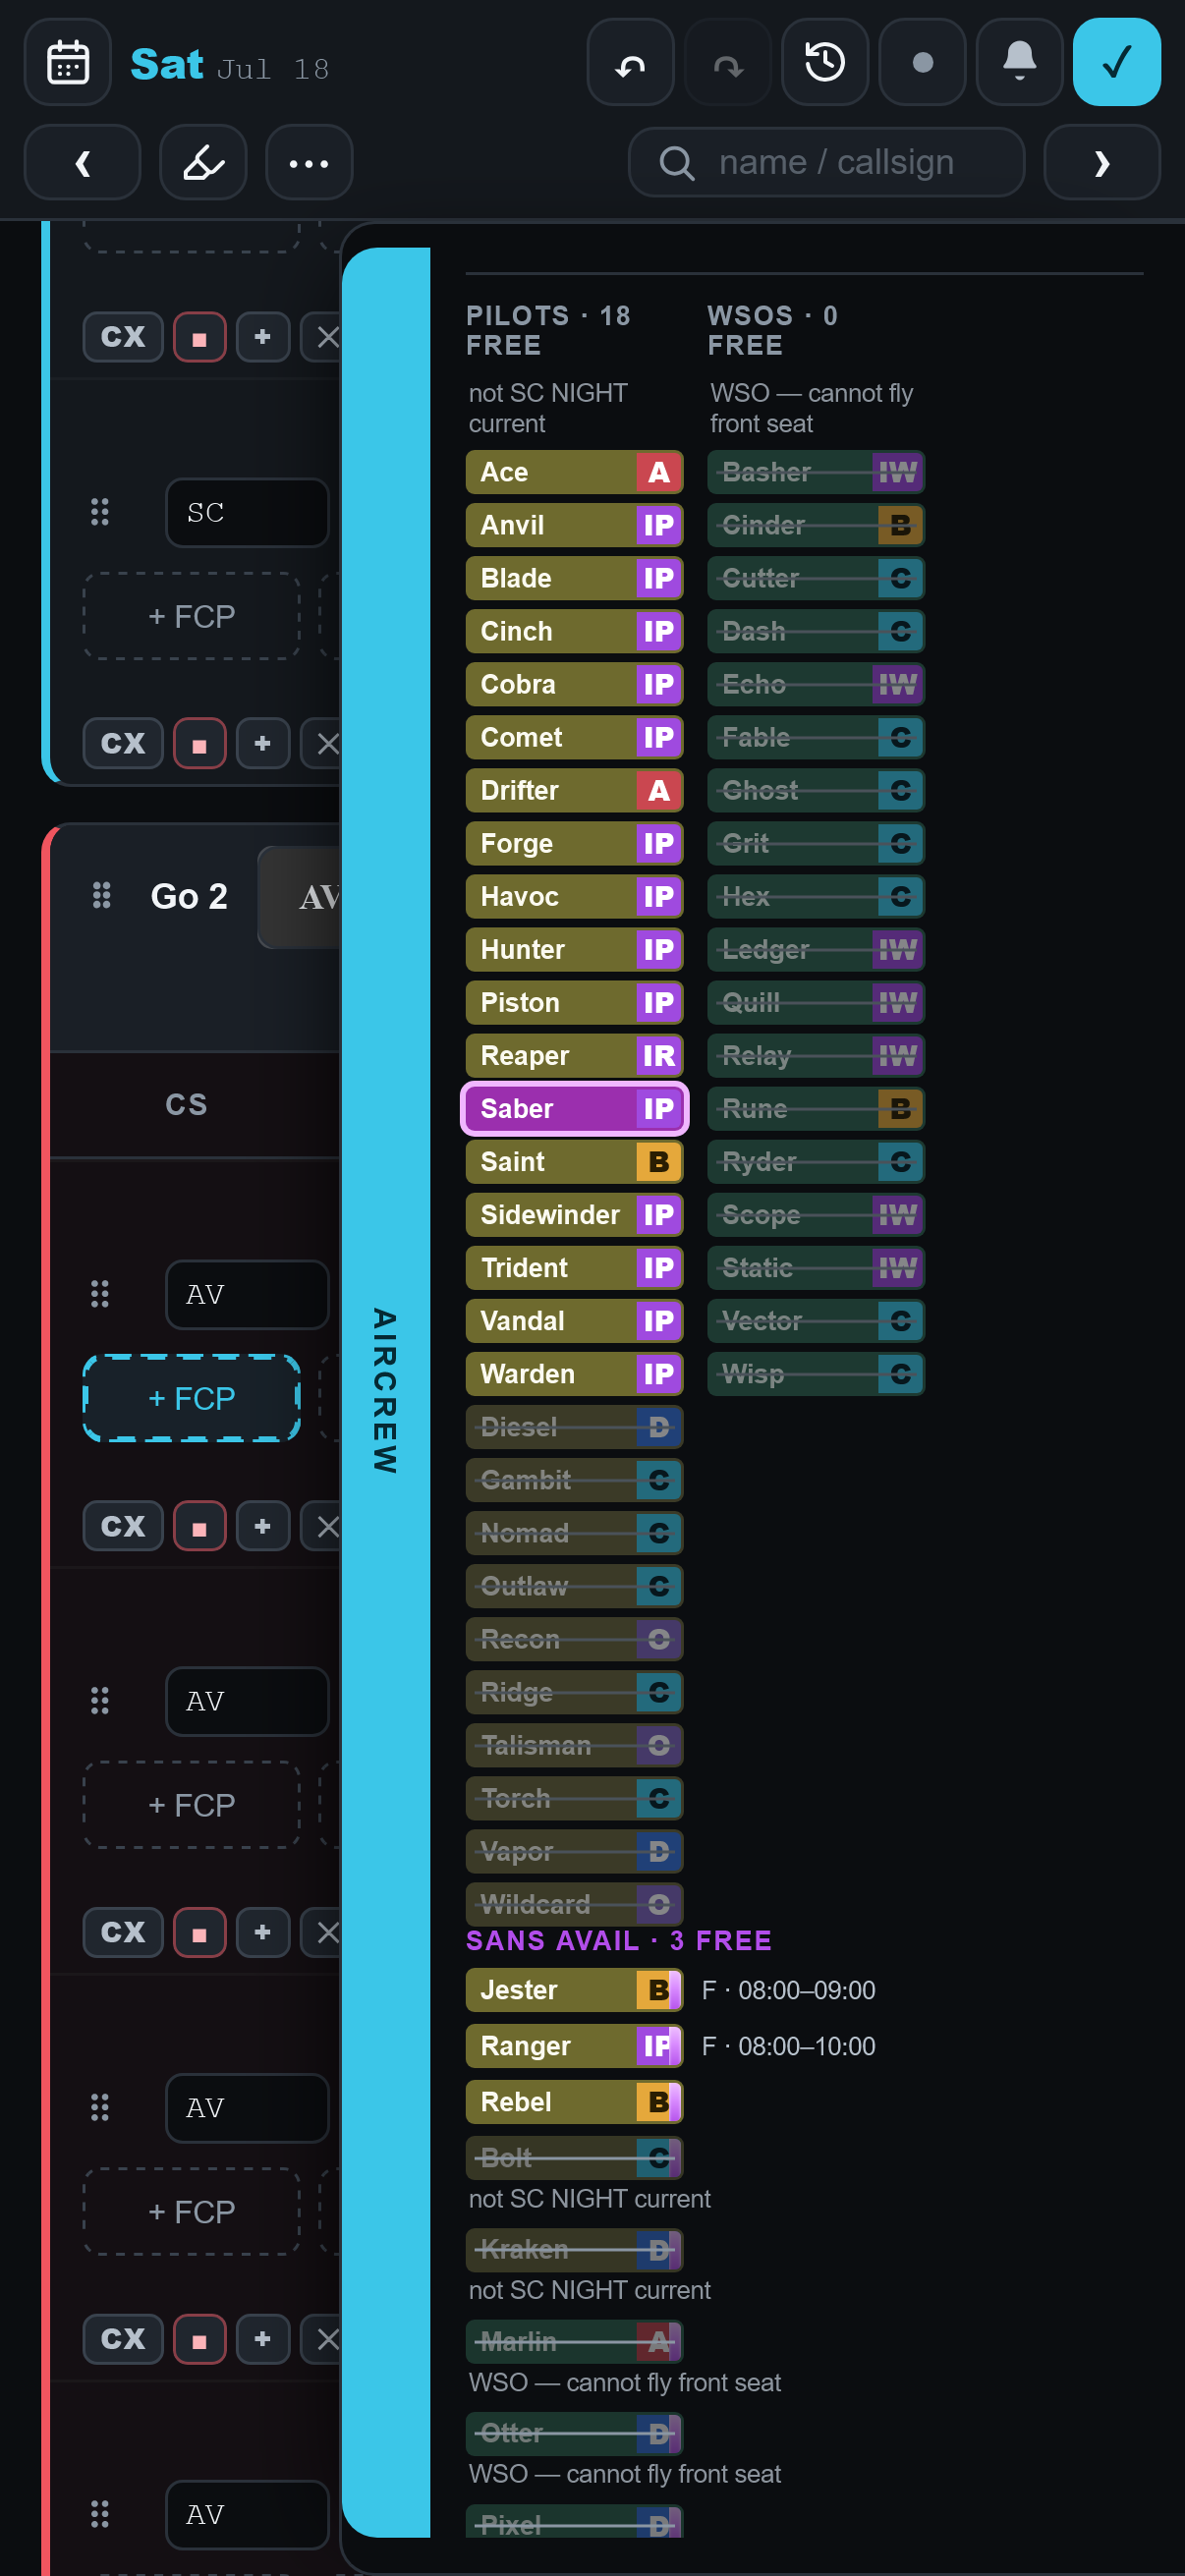 Sat Jul 18
name / callsign
CX
SC
+ FCP
CX
Go 2
CS
AV
+ FCP
CX
AV
+ FCP
CX
AV
+ FCP
CX
AV
AIRCREW
PILOTS · 18
FREE
not SC NIGHT
current
Ace A
Anvil IP
Blade IP
Cinch IP
Cobra IP
Comet IP
Drifter A
Forge IP
Havoc IP
Hunter IP
Piston IP
Reaper IR
Saber IP
Saint B
Sidewinder IP
Trident IP
Vandal IP
Warden IP
Diesel D
Gambit C
Nomad C
Outlaw C
Recon O
Ridge C
Talisman O
Torch C
Vapor D
Wildcard O
WSOS · 0
FREE
WSO — cannot fly
front seat
Basher IW
Cinder B
Cutter C
Dash C
Echo IW
Fable C
Ghost C
Grit C
Hex C
Ledger IW
Quill IW
Relay IW
Rune B
Ryder C
Scope IW
Static IW
Vector C
Wisp C
SANS AVAIL · 3 FREE
Jester B F · 08:00–09:00
Ranger IP F · 08:00–10:00
Rebel B
Bolt C
not SC NIGHT current
Kraken D
not SC NIGHT current
Marlin A
WSO — cannot fly front seat
Otter D
WSO — cannot fly front seat
Pixel D